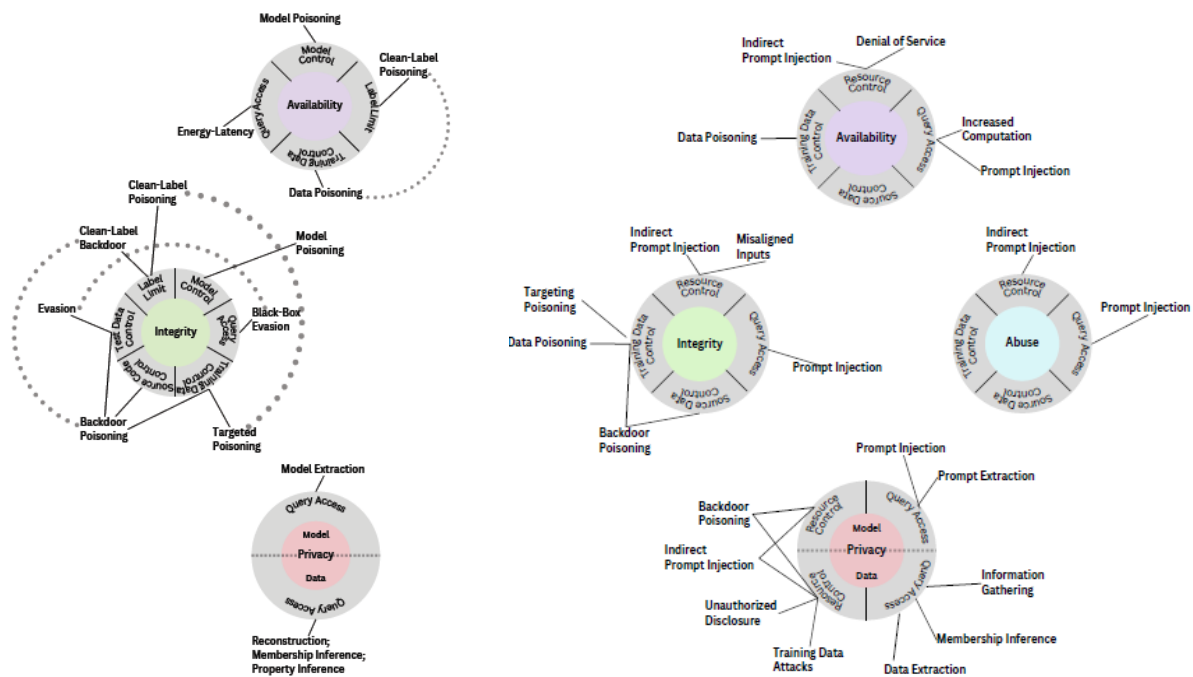 Model Poisoning
Model
Control
Clean-Label
Poisoning
Query Access
Availability
Label Limit
Energy-Latency
Training Data
Control
Data Poisoning
Clean-Label
Poisoning
Clean-Label
Backdoor
Model
Poisoning
Label
Limit
Model
Control
Evasion
Test Data
Control
Integrity
Query
Access
Black-Box
Evasion
Source Code
Control
Training Data
Control
Backdoor
Poisoning
Targeted
Poisoning
Model Extraction
Query Access
Model
Privacy
Data
Query Access
Reconstruction;
Membership Inference;
Property Inference
Indirect
Prompt Injection
Denial of Service
Resource
Control
Data Poisoning
Training Data
Control
Availability
Query Access
Increased
Computation
Prompt Injection
Source Data
Control
Indirect
Prompt Injection
Misaligned
Inputs
Resource
Control
Targeting
Poisoning
Data Poisoning
Training Data
Control
Integrity
Query Access
Prompt Injection
Source Data
Control
Backdoor
Poisoning
Indirect
Prompt Injection
Resource
Control
Training Data
Control
Abuse
Query Access
Prompt Injection
Source Data
Control
Prompt Injection
Prompt Extraction
Backdoor
Poisoning
Resource
Control
Query Access
Model
Privacy
Data
Indirect
Prompt Injection
Resource
Control
Query Access
Information
Gathering
Unauthorized
Disclosure
Membership Inference
Training Data
Attacks
Data Extraction